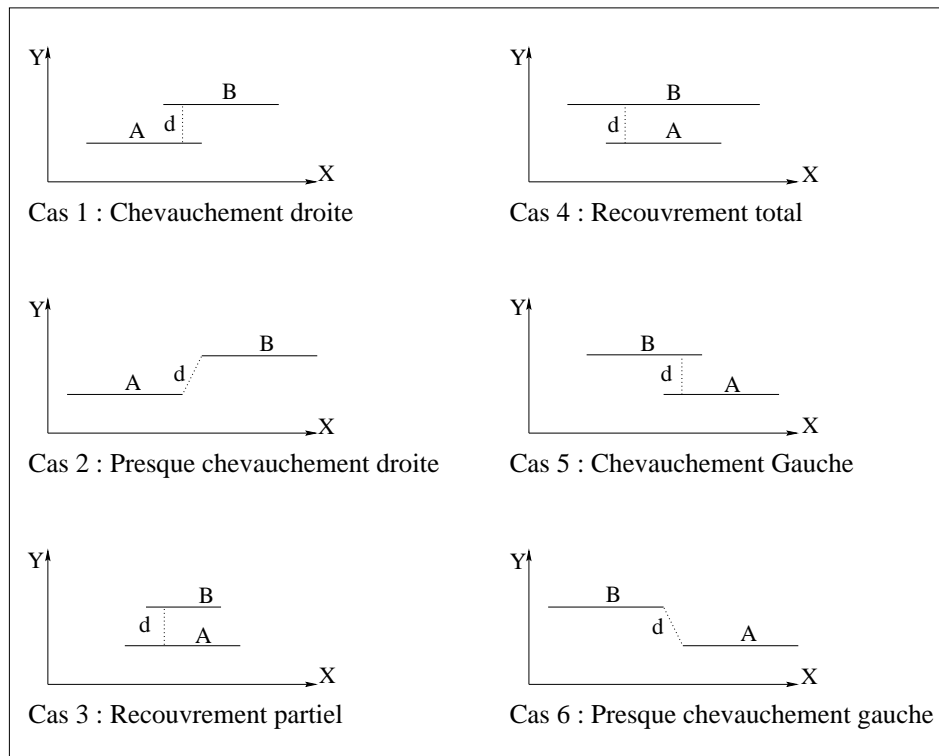 Y
B
d
A
X
Cas 1 : Chevauchement droite
Y
B
d
A
X
Cas 4 : Recouvrement total
Y
B
d
A
X
Cas 2 : Presque chevauchement droite
Y
B
d
A
X
Cas 5 : Chevauchement Gauche
Y
B
d
A
X
Cas 3 : Recouvrement partiel
Y
B
d
A
X
Cas 6 : Presque chevauchement gauche